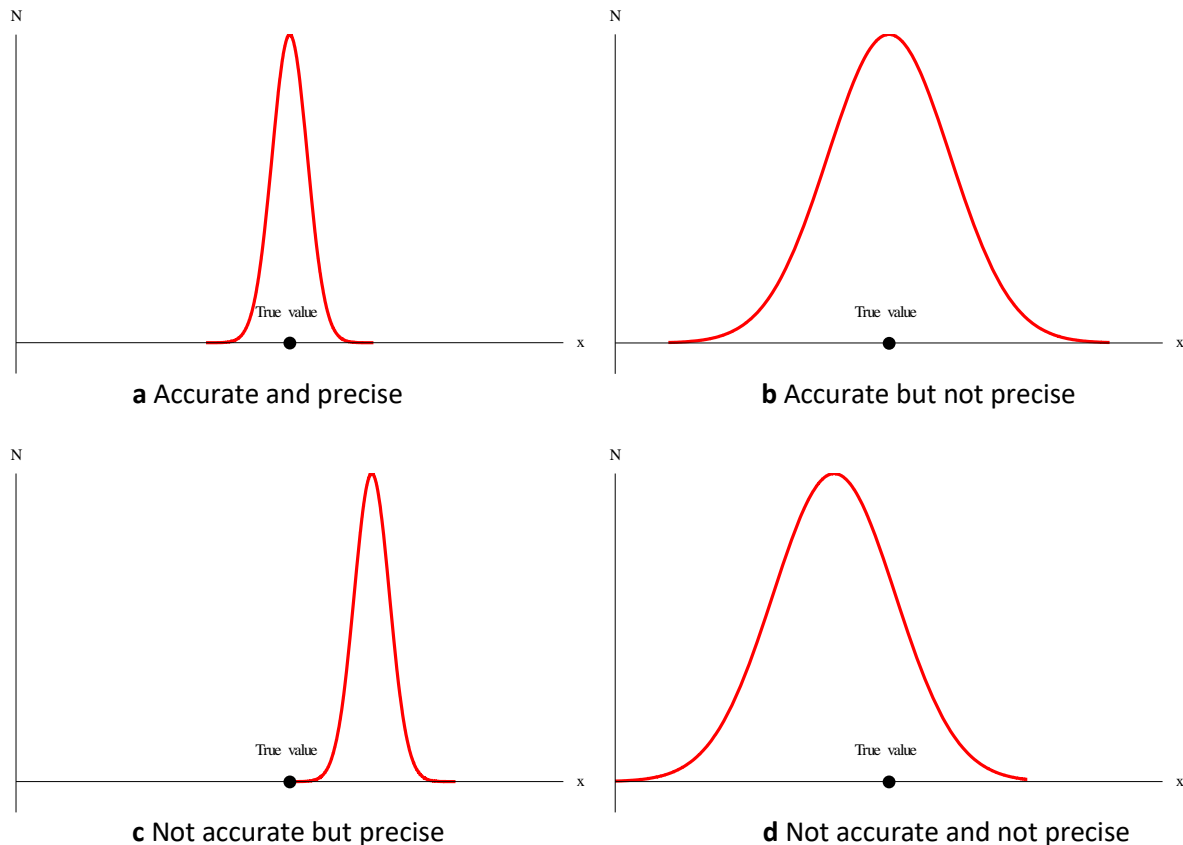 N
True value
x
a Accurate and precise
N
True value
x
b Accurate but not precise
N
True value
x
c Not accurate but precise
N
True value
x
d Not accurate and not precise